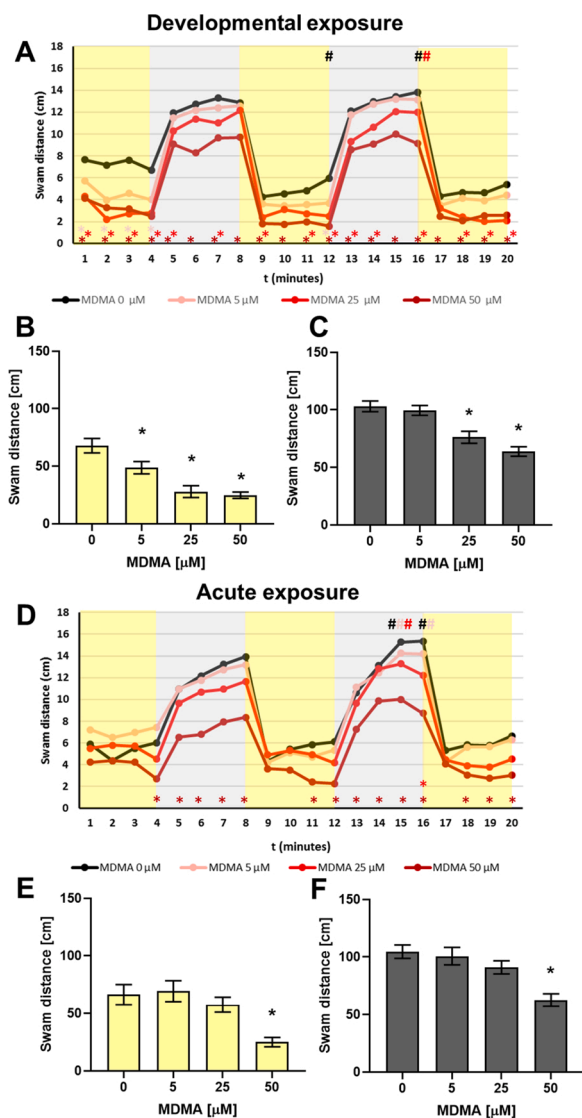 Developmental exposure
A
18
16
14
12
10
8
6
4
2
0
Swam distance (cm)
# # #
* * * * * * * * * * * * * * * * * *
1 2 3 4 5 6 7 8 9 10 11 12 13 14 15 16 17 18 19 20
t (minutes)
MDMA 0 µM MDMA 5 µM MDMA 25 µM MDMA 50 µM
B
150
100
50
0
Swam distance [cm]
* * *
0 5 25 50
MDMA [µM]
C
150
100
50
0
Swam distance [cm]
* *
0 5 25 50
MDMA [µM]
Acute exposure
D
18
16
14
12
10
8
6
4
2
0
Swam distance (cm)
# # # # #
*
* * * * * * * * * * * * * *
1 2 3 4 5 6 7 8 9 10 11 12 13 14 15 16 17 18 19 20
t (minutes)
MDMA 0 µM MDMA 5 µM MDMA 25 µM MDMA 50 µM
E
150
100
50
0
Swam distance [cm]
*
0 5 25 50
MDMA [µM]
F
150
100
50
0
Swam distance [cm]
*
0 5 25 50
MDMA [µM]